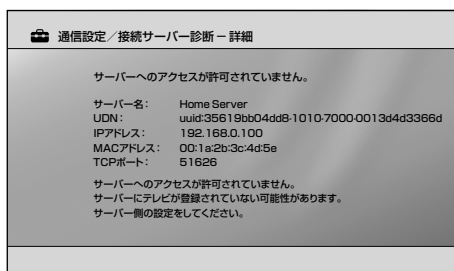 通信設定／接続サーバー診断－詳細
サーバーへのアクセスが許可されていません。
サーバー名： Home Server
UDN： uuid:35619bb04dd8-1010-7000-0013d4d3366d
IPアドレス： 192.168.0.100
MACアドレス： 00:1a:2b:3c:4d:5e
TCPポート： 51626
サーバーへのアクセスが許可されていません。
サーバーにテレビが登録されていない可能性があります。
サーバー側の設定をしてください。